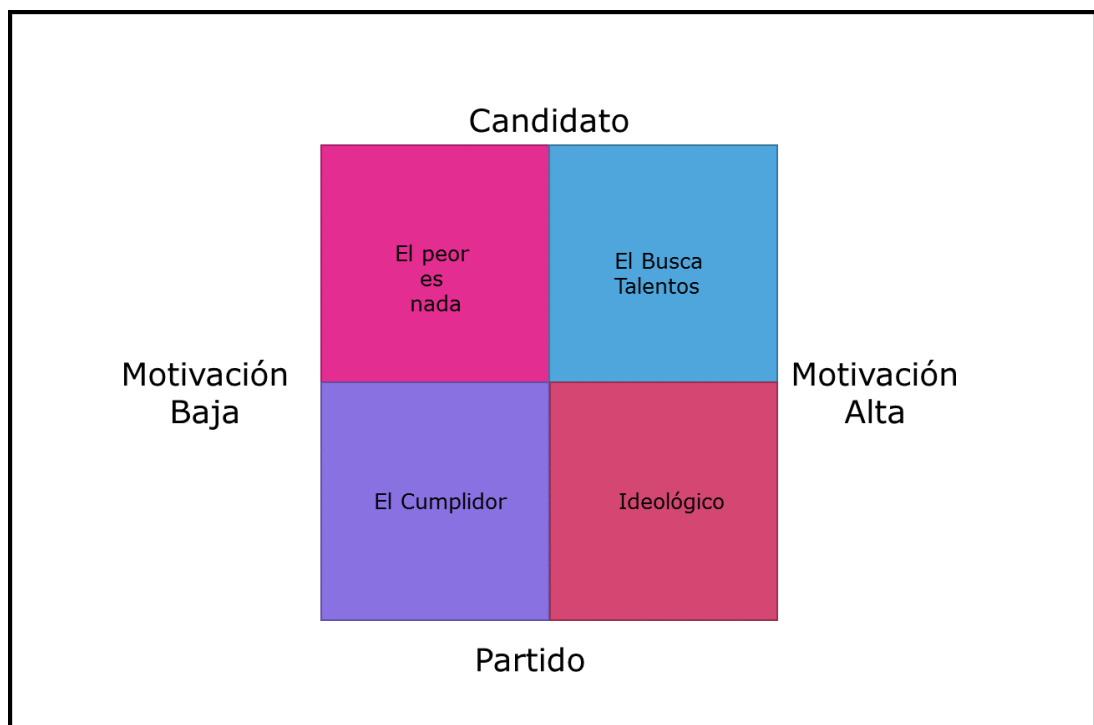 Candidato
El peor
es
nada
El Busca
Talentos
Motivación
Baja
Motivación
Alta
El Cumplidor
Ideológico
Partido